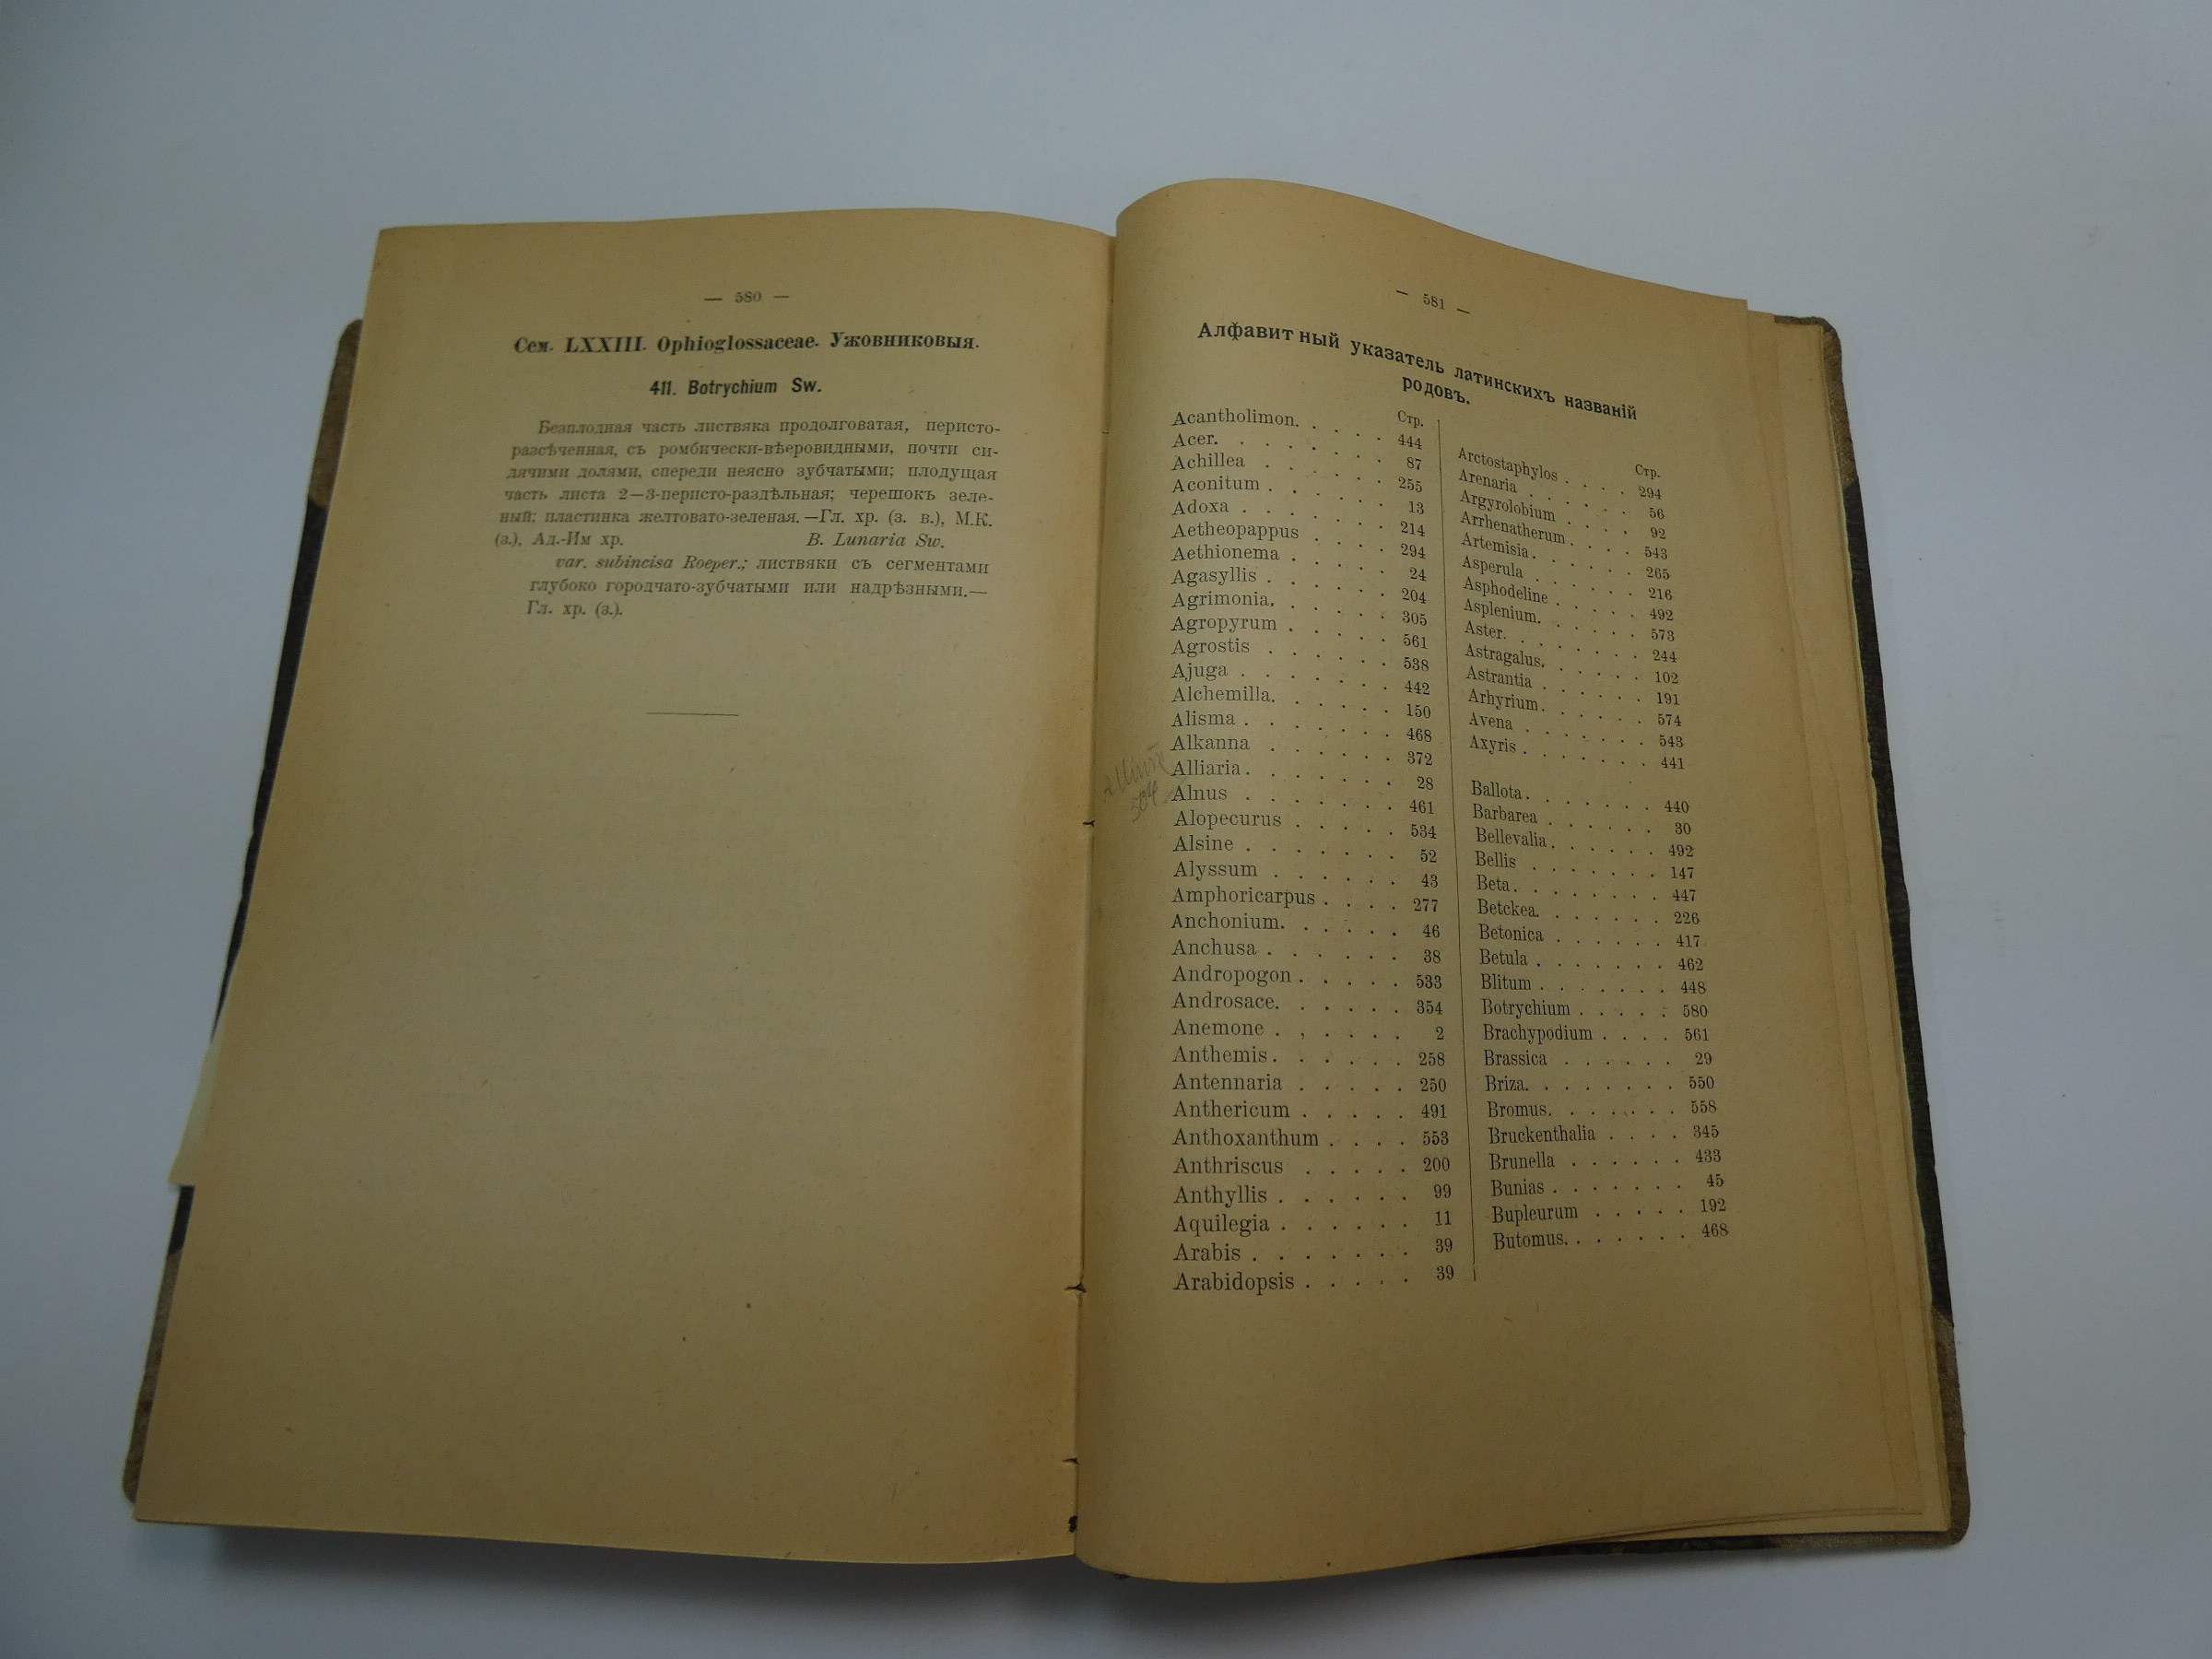 — 580 —
Сем. LXXIII. Ophioglossaceae. Ужовниковыя.
411. Botrychium Sw.
Безплодная часть листвяка продолговатая, перисто-
разсѣченная, съ ромбически-вѣеровидными, почти си-
дячими долями, спереди неясно зубчатыми; плодущая
часть листа 2—3-перисто-раздѣльная; черешокъ зеле-
ный; пластинка желтовато-зеленая.—Гл. хр. (з. в.), М.К.
(з.). Ад.-Им хр. B. Lunaria Sw.
var. subincisa Roeper.; листвяки съ сегментами
глубоко городчато-зубчатыми или надрѣзными.—
Гл. хр. (з.).
— 581 —
Алфавит ный указатель латинскихъ названій
родовъ.
Стр.
Acantholimon. . . . . 444
Acer. . . . . . . . 87
Achillea . . . . . . 255
Aconitum . . . . . . 13
Adoxa . . . . . . . 214
Aetheopappus . . . . 294
Aethionema . . . . . 24
Agasyllis . . . . . . 204
Agrimonia. . . . . . 305
Agropyrum . . . . . 561
Agrostis . . . . . . 538
Ajuga . . . . . . . 442
Alchemilla. . . . . . 150
Alisma . . . . . . . 468
Alkanna . . . . . . 372
Alliaria. . . . . . . 28
Alnus . . . . . . . 461
Alopecurus . . . . . 534
Alsine . . . . . . . 52
Alyssum . . . . . . 43
Amphoricarpus . . . . 277
Anchonium. . . . . . 46
Anchusa . . . . . . 38
Andropogon . . . . . 533
Androsace. . . . . . 354
Anemone . . . . . . 2
Anthemis. . . . . . 258
Antennaria . . . . . 250
Anthericum . . . . . 491
Anthoxanthum . . . . 553
Anthriscus . . . . . 200
Anthyllis . . . . . . 99
Aquilegia . . . . . . 11
Arabis . . . . . . . 39
Arabidopsis . . . . . 39
Стр.
Arctostaphylos . . . . 294
Arenaria . . . . . . 56
Argyrolobium . . . . 92
Arrhenatherum . . . . 543
Artemisia. . . . . . 265
Asperula . . . . . . 216
Asphodeline . . . . . 492
Asplenium. . . . . . 573
Aster. . . . . . . . 244
Astragalus. . . . . . 102
Astrantia . . . . . . 191
Arhyrium. . . . . . 574
Avena . . . . . . . 543
Axyris . . . . . . . 441
Ballota. . . . . . . 440
Barbarea . . . . . . 30
Bellevalia. . . . . . 492
Bellis . . . . . . . 147
Beta. . . . . . . . 447
Betckea. . . . . . . 226
Betonica . . . . . . 417
Betula . . . . . . . 462
Blitum . . . . . . . 448
Botrychium . . . . . 580
Brachypodium . . . . 561
Brassica . . . . . . 29
Briza. . . . . . . . 550
Bromus. . . . . . . 558
Bruckenthalia . . . . 345
Brunella . . . . . . 433
Bunias . . . . . . . 45
Bupleurum . . . . . 192
Butomus. . . . . . . 468